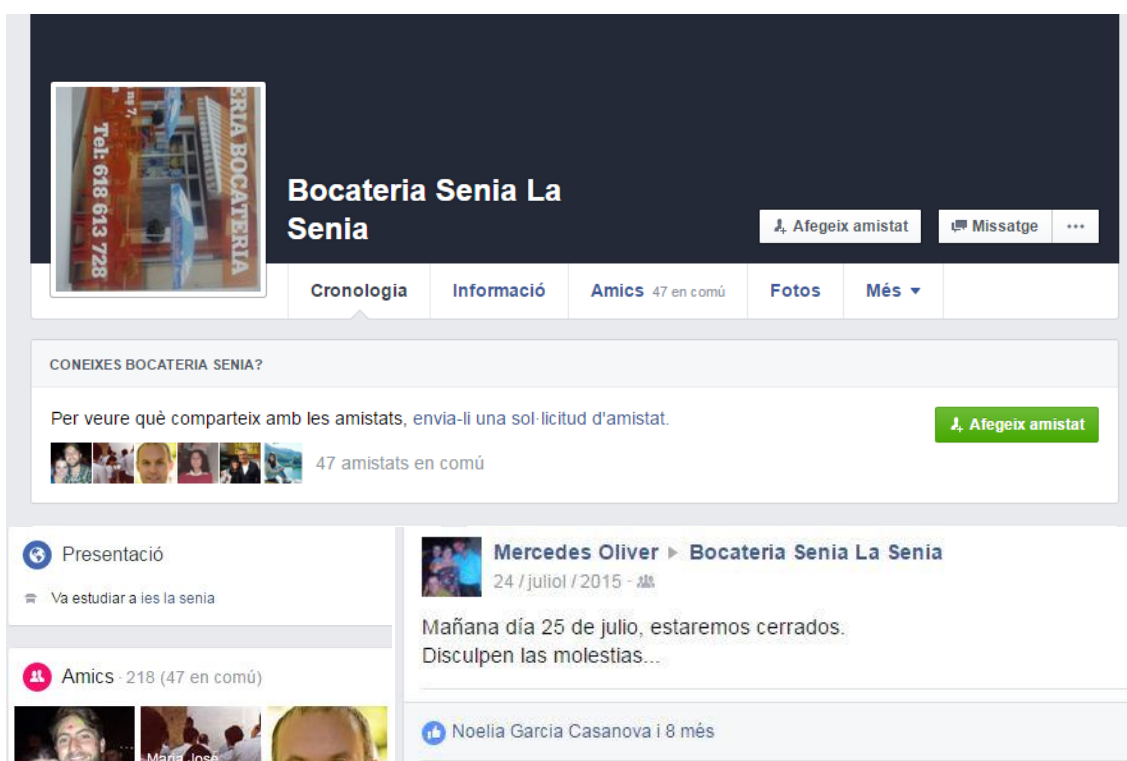 ERIA BOCATERIA
n nº 7,
Tel: 618 613 728
Bocateria Senia La
Senia
Afegeix amistat
Missatge
Cronologia
Informació
Amics 47 en comú
Fotos
Més
CONEIXES BOCATERIA SENIA?
Per veure què comparteix amb les amistats, envia-li una sol·licitud d'amistat.
Afegeix amistat
47 amistats en comú
Presentació
Va estudiar a ies la senia
Amics · 218 (47 en comú)
María José
Mercedes Oliver ▸ Bocateria Senia La Senia
24 / juliol / 2015 ·
Mañana día 25 de julio, estaremos cerrados.
Disculpen las molestias...
Noelia Garcia Casanova i 8 més